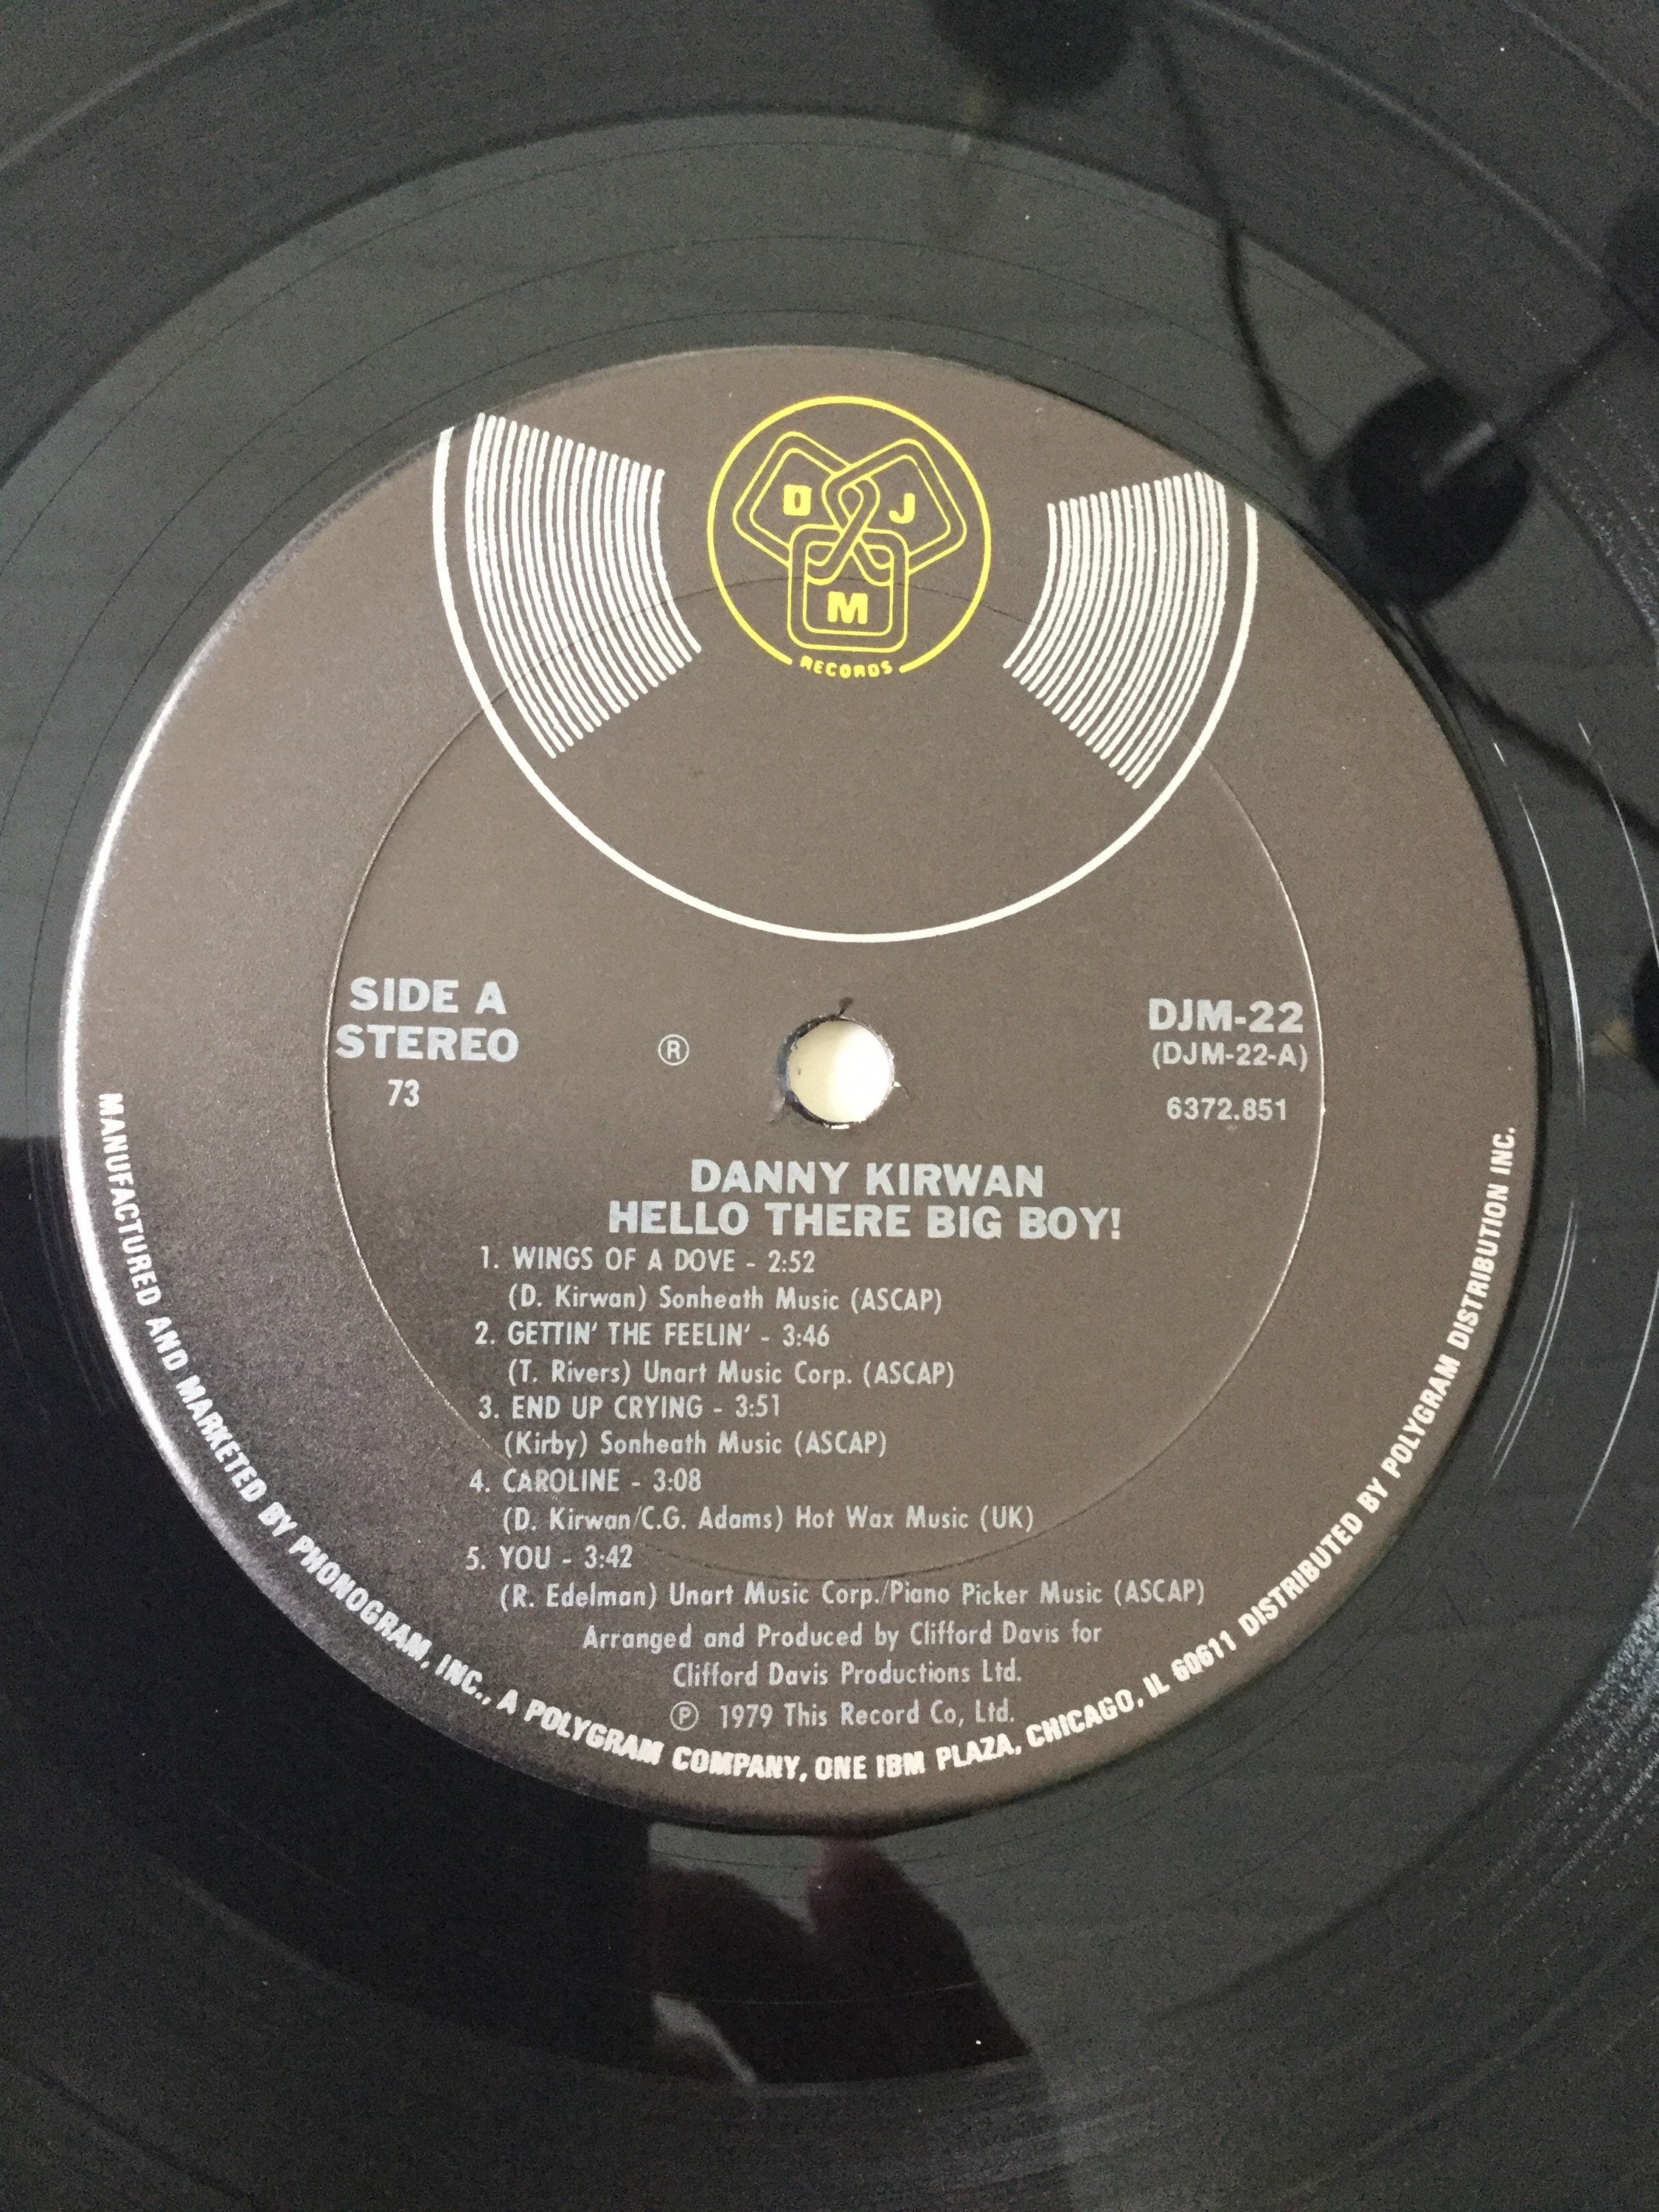 D J
M
RECORDS
SIDE A
STEREO
73
®
DJM-22
(DJM-22-A)
6372.851
DANNY KIRWAN
HELLO THERE BIG BOY!
1. WINGS OF A DOVE - 2:52
(D. Kirwan) Sonheath Music (ASCAP)
2. GETTIN' THE FEELIN' - 3:46
(T. Rivers) Unart Music Corp. (ASCAP)
3. END UP CRYING - 3:51
(Kirby) Sonheath Music (ASCAP)
4. CAROLINE - 3:08
(D. Kirwan/C.G. Adams) Hot Wax Music (UK)
5. YOU - 3:42
(R. Edelman) Unart Music Corp./Piano Picker Music (ASCAP)
Arranged and Produced by Clifford Davis for
Clifford Davis Productions Ltd.
℗ 1979 This Record Co, Ltd.
MANUFACTURED AND MARKETED BY PHONOGRAM, INC., A POLYGRAM COMPANY, ONE IBM PLAZA, CHICAGO, IL 60611 DISTRIBUTED BY POLYGRAM DISTRIBUTION INC.